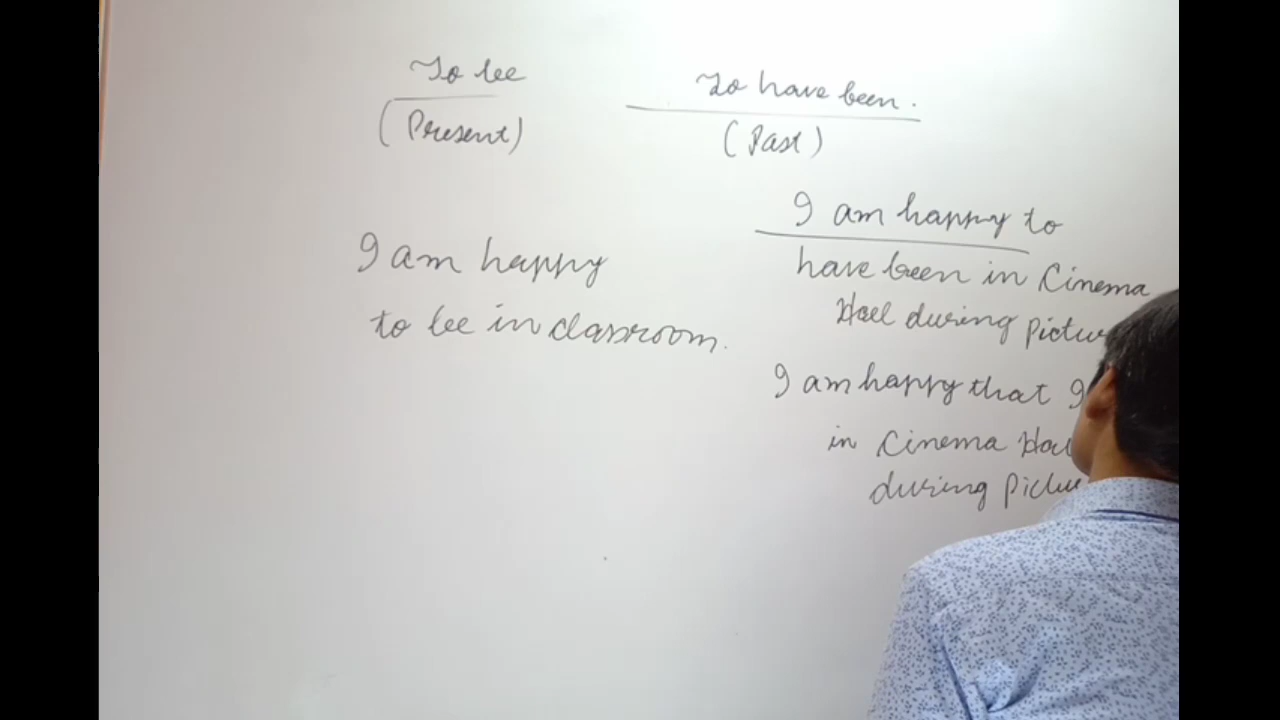 To be
(Present)
To have been.
(Past)
I am happy
to be in classroom.
I am happy to
have been in Cinema
Hall during
I am happy that I
in Cinema
during